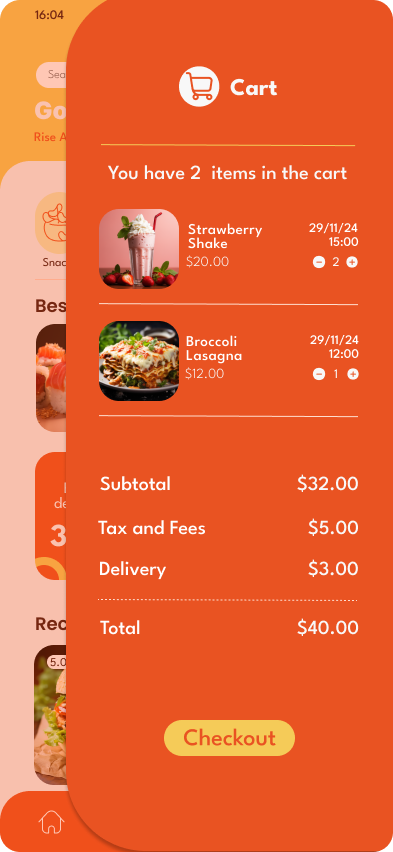 16:04
Sea
Cart
Go
Rise A
You have 2 items in the cart
Strawberry
Shake
$20.00
29/11/24
15:00
2
Snac
Bes
Broccoli
Lasagna
$12.00
29/11/24
12:00
1
Subtotal $32.00
de
Tax and Fees $5.00
3
Delivery $3.00
Total $40.00
Rec
5.0
Checkout